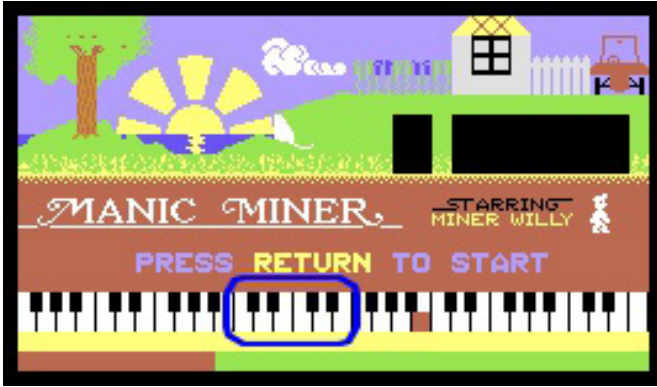 MANIC MINER
STARRING
MINER WILLY
PRESS RETURN TO START